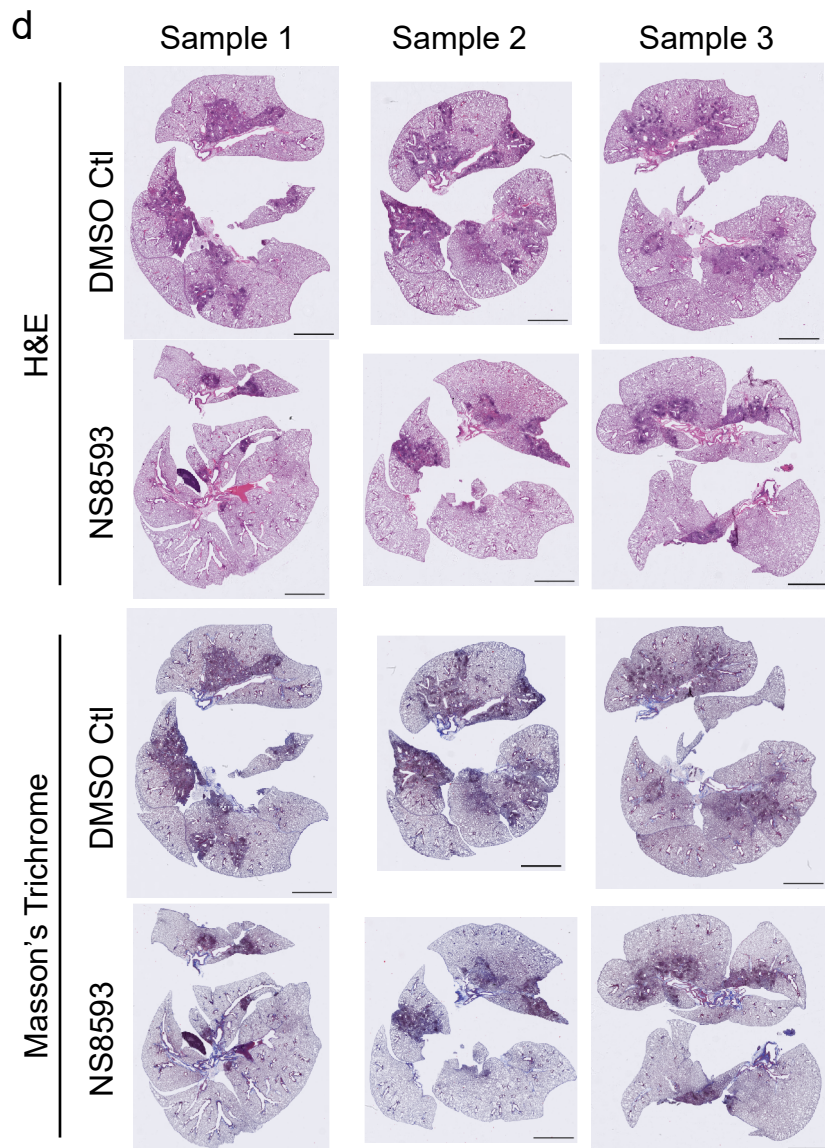 d
Sample 1
Sample 2
Sample 3
H&E
DMSO Ctl
NS8593
Masson's Trichrome
DMSO Ctl
NS8593